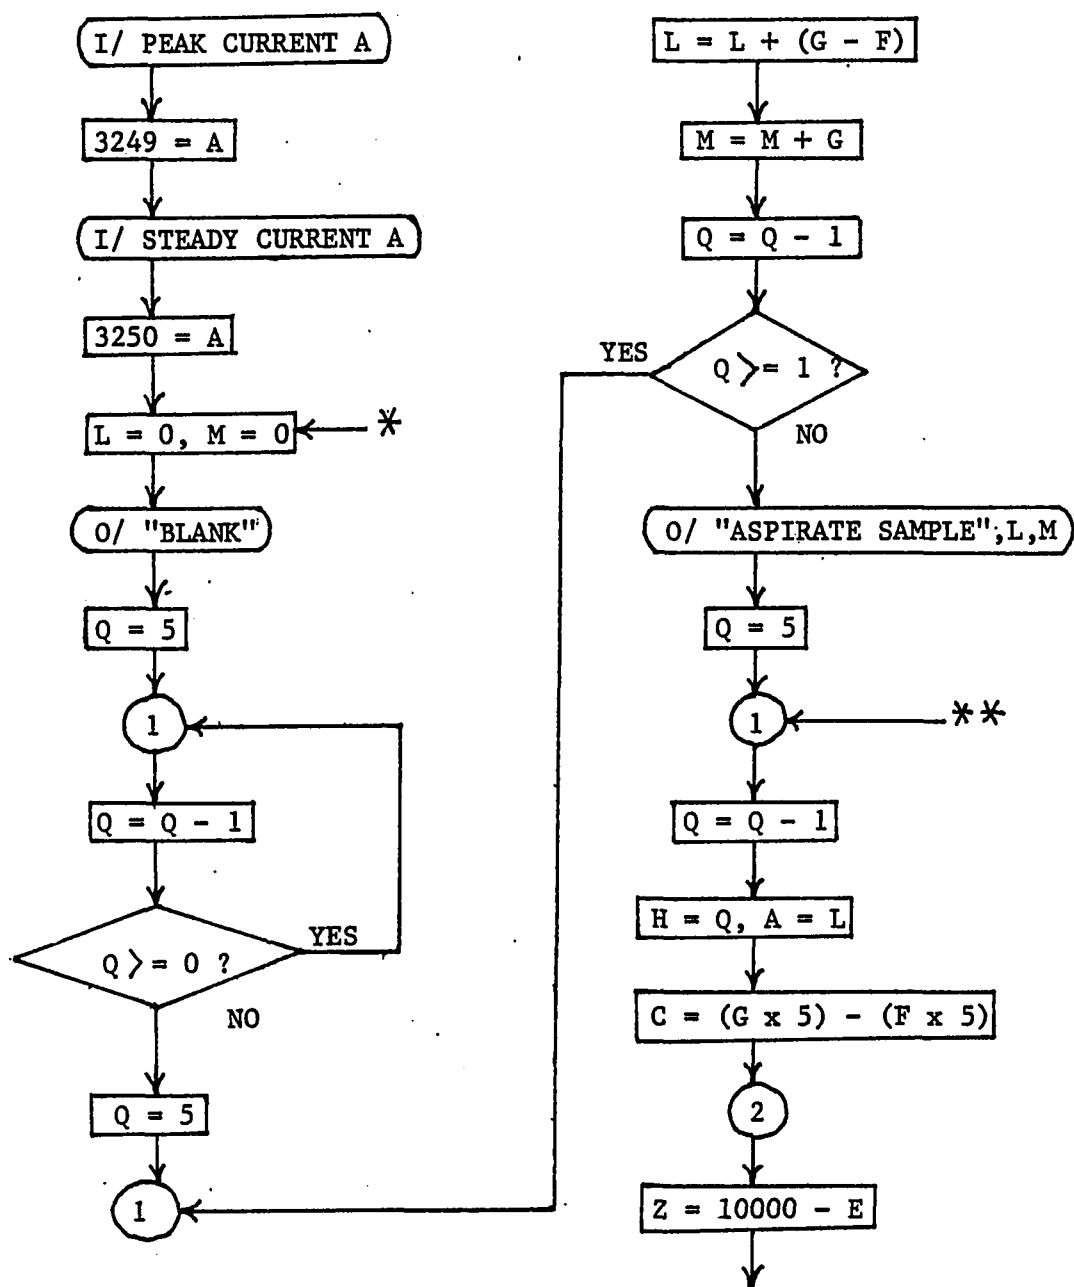 I/ PEAK CURRENT A
3249 = A
I/ STEADY CURRENT A
3250 = A
L = 0, M = 0
*
O/ "BLANK"
Q = 5
1
Q = Q - 1
Q >= 0 ?
YES
NO
Q = 5
1
L = L + (G - F)
M = M + G
Q = Q - 1
Q >= 1 ?
YES
NO
O/ "ASPIRATE SAMPLE",L,M
Q = 5
1
**
Q = Q - 1
H = Q, A = L
C = (G x 5) - (F x 5)
2
Z = 10000 - E